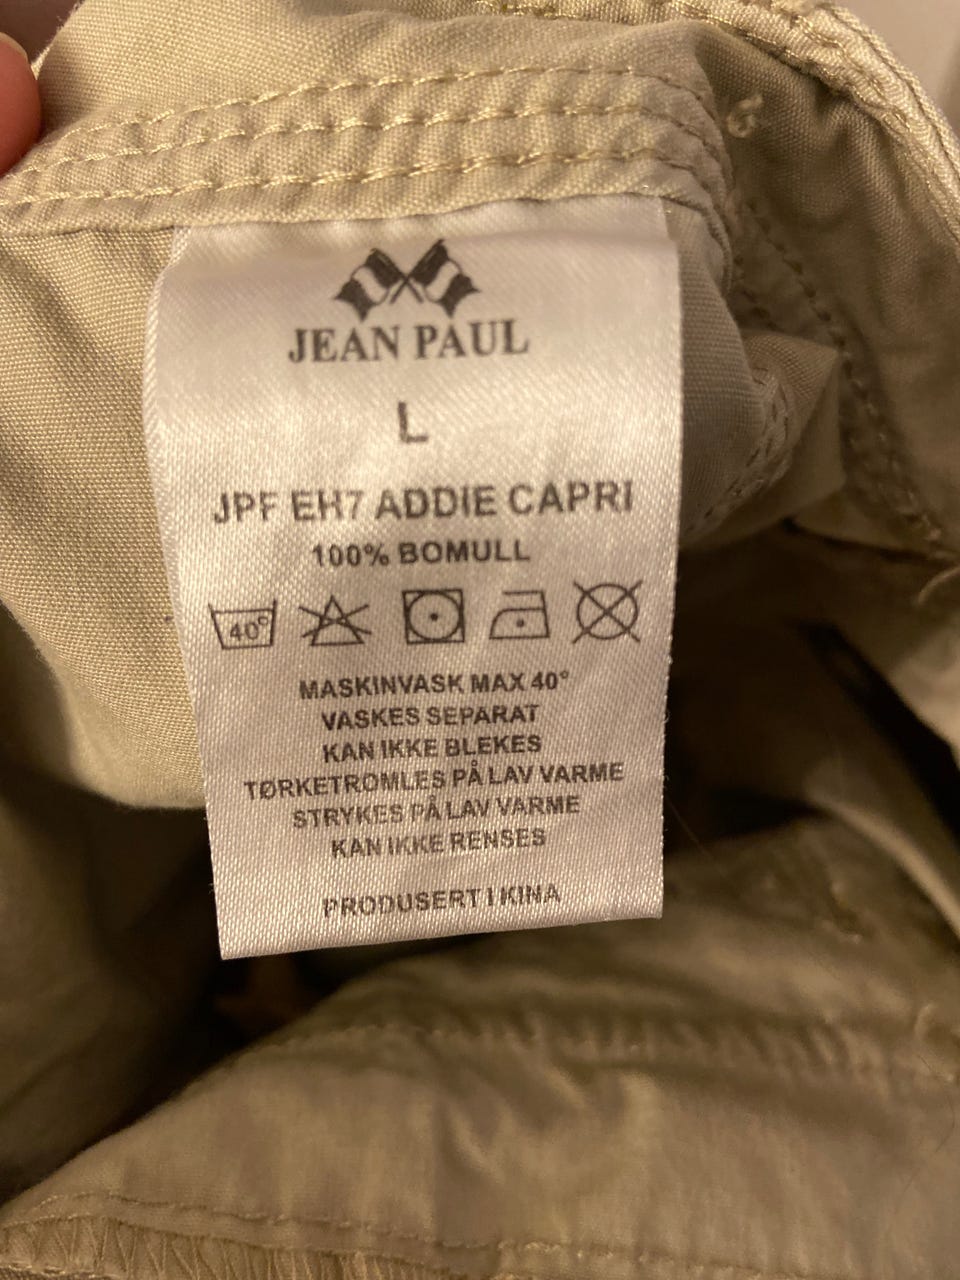 JEAN PAUL
L
JPF EH7 ADDIE CAPRI
100% BOMULL
40°
MASKINVASK MAX 40°
VASKES SEPARAT
KAN IKKE BLEKES
TØRKETROMLES PÅ LAV VARME
STRYKES PÅ LAV VARME
KAN IKKE RENSES
PRODUSERT I KINA